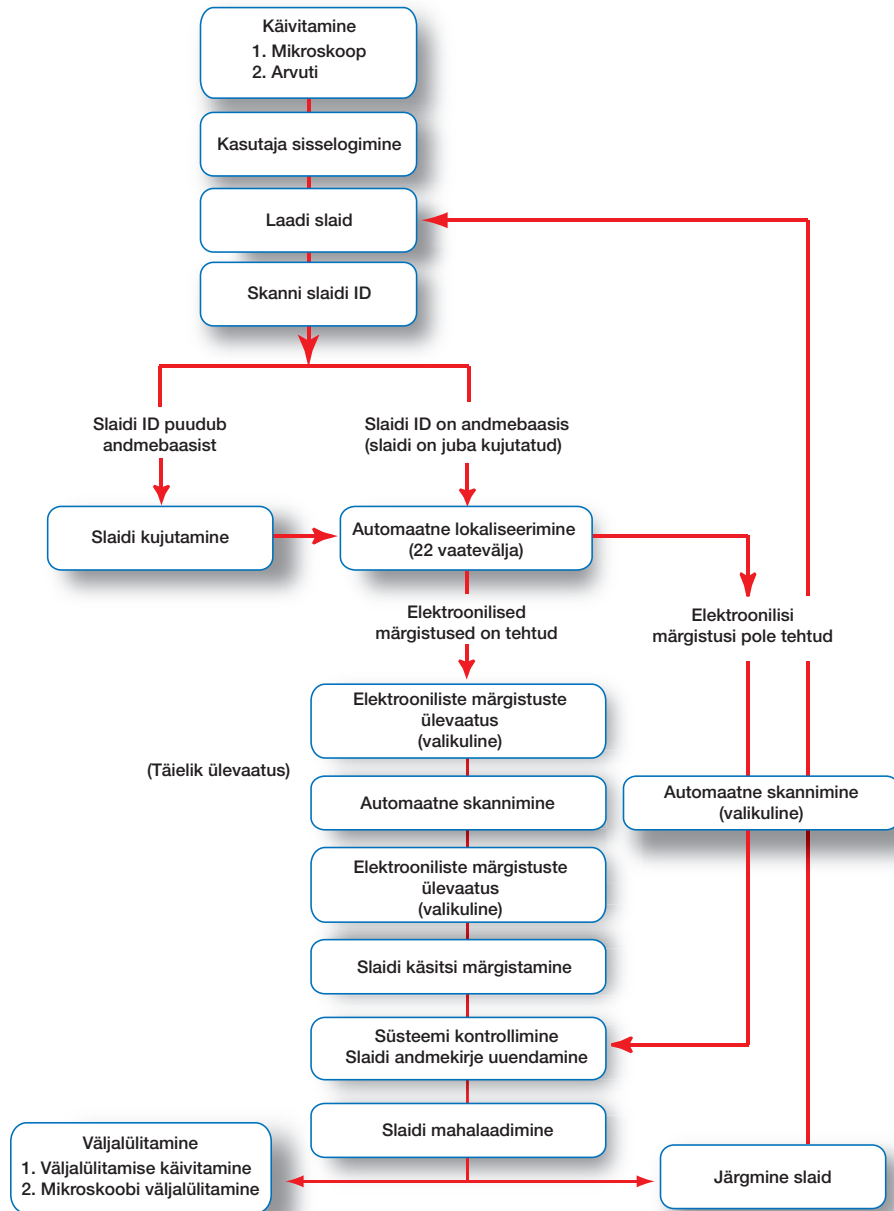 Käivitamine
1. Mikroskoop
2. Arvuti
Kasutaja sisselogimine
Laadi slaid
Skanni slaidi ID
Slaidi ID puudub
andmebaasist
Slaidi ID on andmebaasis
(slaidi on juba kujutatud)
Slaidi kujutamine
Automaatne lokaliseerimine
(22 vaatevälja)
Elektroonilised
märgistused on tehtud
Elektroonilisi
märgistusi pole tehtud
Elektrooniliste märgistuste
ülevaatus
(valikuline)
(Täielik ülevaatus)
Automaatne skannimine
Automaatne skannimine
(valikuline)
Elektrooniliste märgistuste
ülevaatus
(valikuline)
Slaidi käsitsi märgistamine
Süsteemi kontrollimine
Slaidi andmekirje uuendamine
Slaidi mahalaadimine
Väljalülitamine
1. Väljalülitamise käivitamine
2. Mikroskoobi väljalülitamine
Järgmine slaid